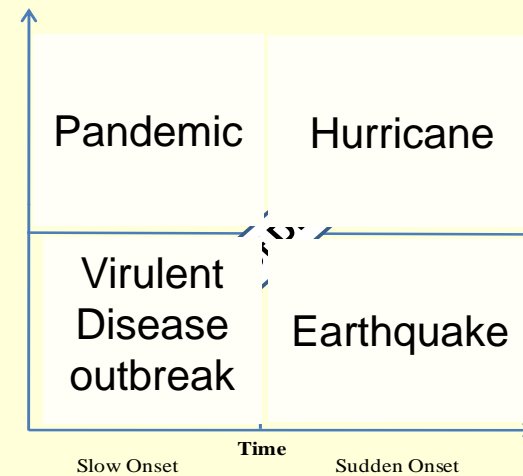 Pandemic
Hurricane
Virulent
Disease
outbreak
Earthquake
Time
Slow Onset
Sudden Onset